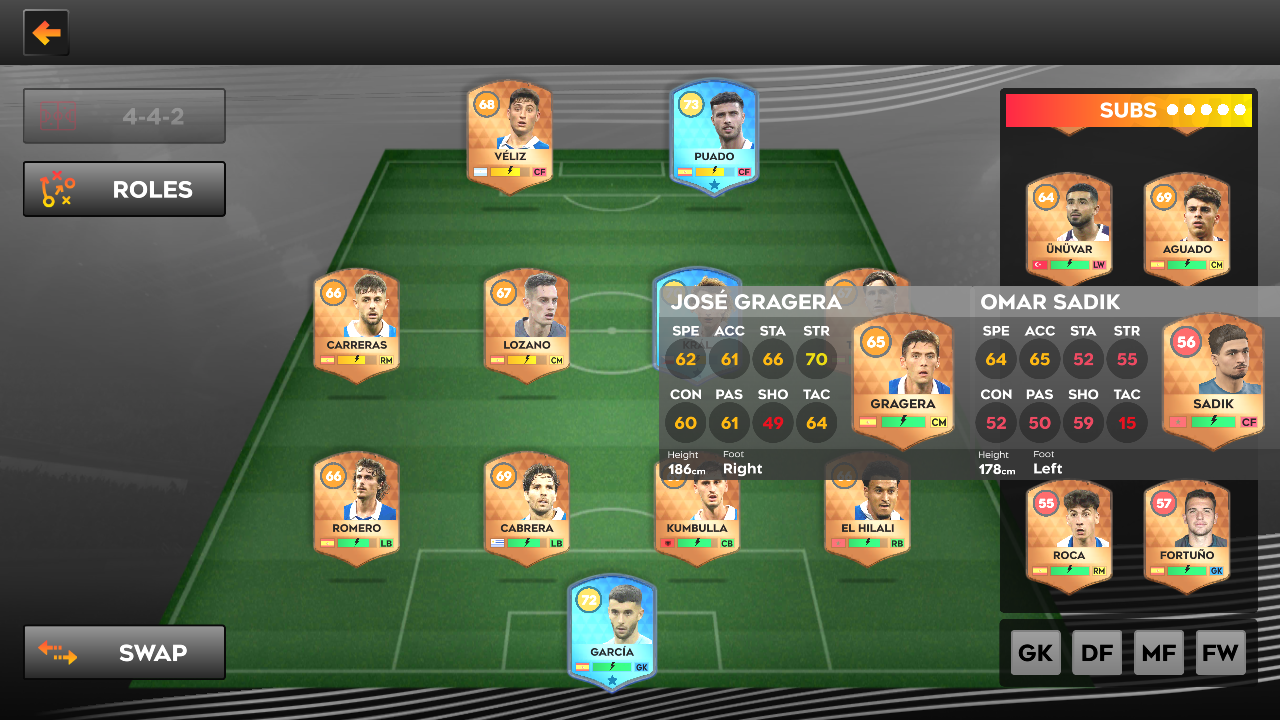 4-4-2
ROLES
SWAP
68
VÉLIZ
CF
73
PUADO
CF
66
CARRERAS
RM
67
LOZANO
CM
KRAL
66
ROMERO
LB
69
CABRERA
LB
KUMBULLA
CB
EL HILALI
RB
72
GARCÍA
GK
SUBS
64
ÜNÜVAR
LW
69
AGUADO
CM
JOSÉ GRAGERA
SPE ACC STA STR
62 61 66 70
CON PAS SHO TAC
60 61 49 64
Height Foot
186cm Right
65
GRAGERA
CM
OMAR SADIK
SPE ACC STA STR
64 65 52 55
CON PAS SHO TAC
52 50 59 15
Height Foot
178cm Left
56
SADIK
CF
55
ROCA
RM
57
FORTUÑO
GK
GK DF MF FW